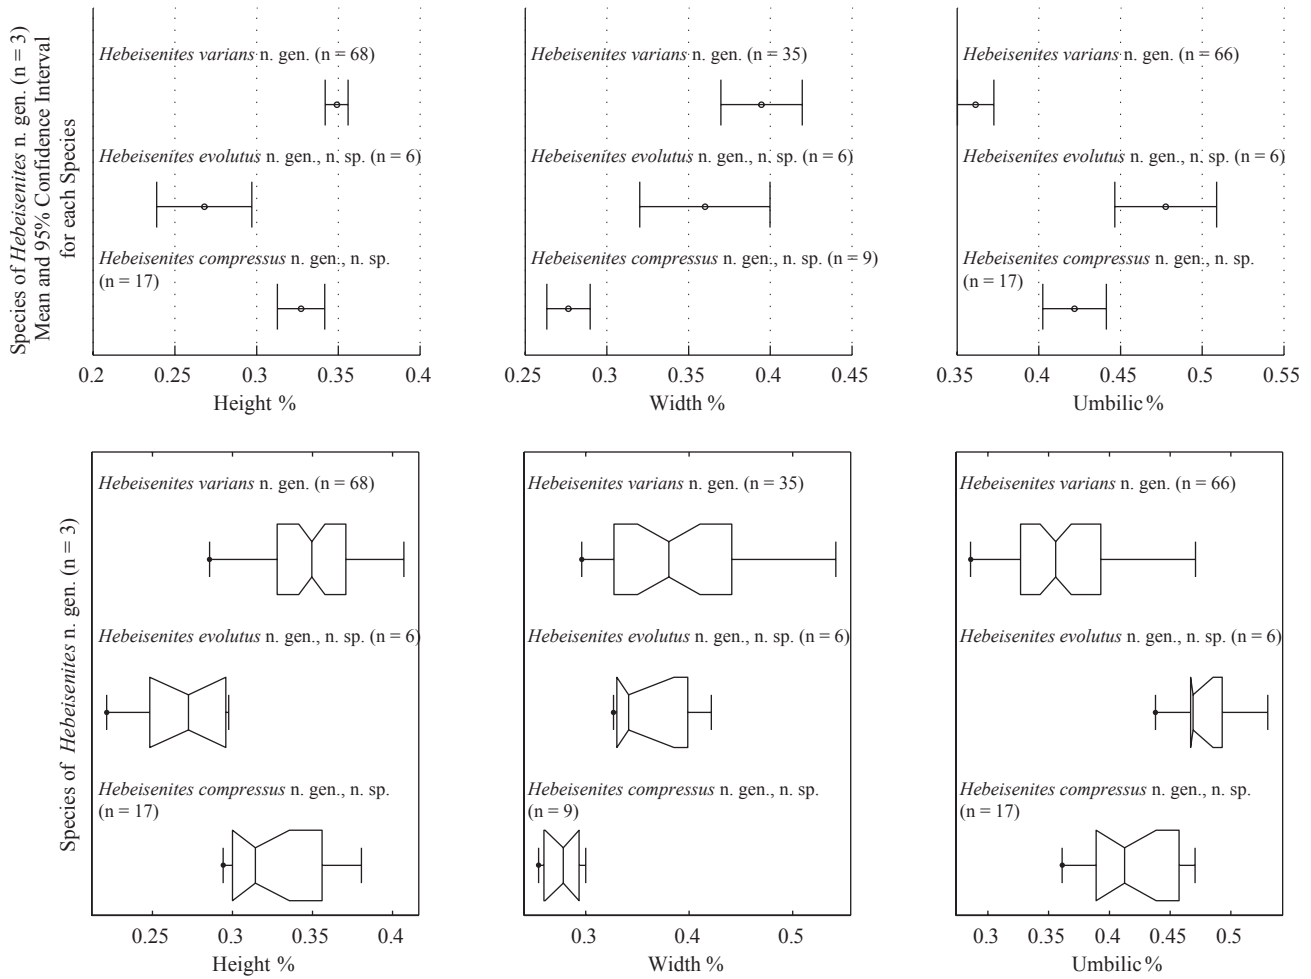 Species of Hebeisenites n. gen. (n = 3)
Mean and 95% Confidence Interval
for each Species
Hebeisenites varians n. gen. (n = 68)
Hebeisenites evolutus n. gen., n. sp. (n = 6)
Hebeisenites compressus n. gen., n. sp.
(n = 17)
0.2 0.25 0.3 0.35 0.4
Height %
Hebeisenites varians n. gen. (n = 35)
Hebeisenites evolutus n. gen., n. sp. (n = 6)
Hebeisenites compressus n. gen., n. sp. (n = 9)
0.25 0.3 0.35 0.4 0.45
Width %
Hebeisenites varians n. gen. (n = 66)
Hebeisenites evolutus n. gen., n. sp. (n = 6)
Hebeisenites compressus n. gen., n. sp.
(n = 17)
0.35 0.4 0.45 0.5 0.55
Umbilic %
Species of Hebeisenites n. gen. (n = 3)
Hebeisenites varians n. gen. (n = 68)
Hebeisenites evolutus n. gen., n. sp. (n = 6)
Hebeisenites compressus n. gen., n. sp.
(n = 17)
0.25 0.3 0.35 0.4
Height %
Hebeisenites varians n. gen. (n = 35)
Hebeisenites evolutus n. gen., n. sp. (n = 6)
Hebeisenites compressus n. gen., n. sp.
(n = 9)
0.3 0.4 0.5
Width %
Hebeisenites varians n. gen. (n = 66)
Hebeisenites evolutus n. gen., n. sp. (n = 6)
Hebeisenites compressus n. gen., n. sp.
(n = 17)
0.3 0.35 0.4 0.45 0.5
Umbilic %